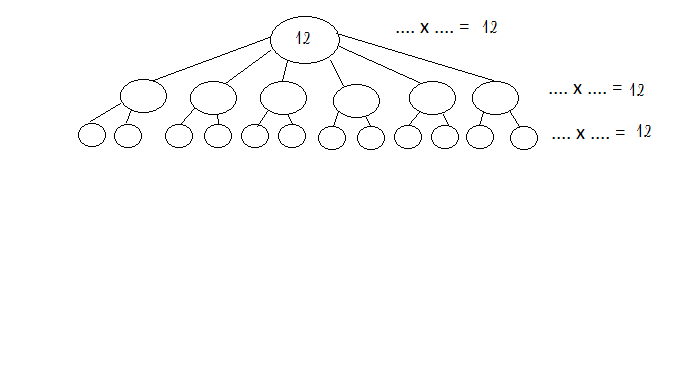 12
.... x .... = 12
.... x .... = 12
.... x .... = 12